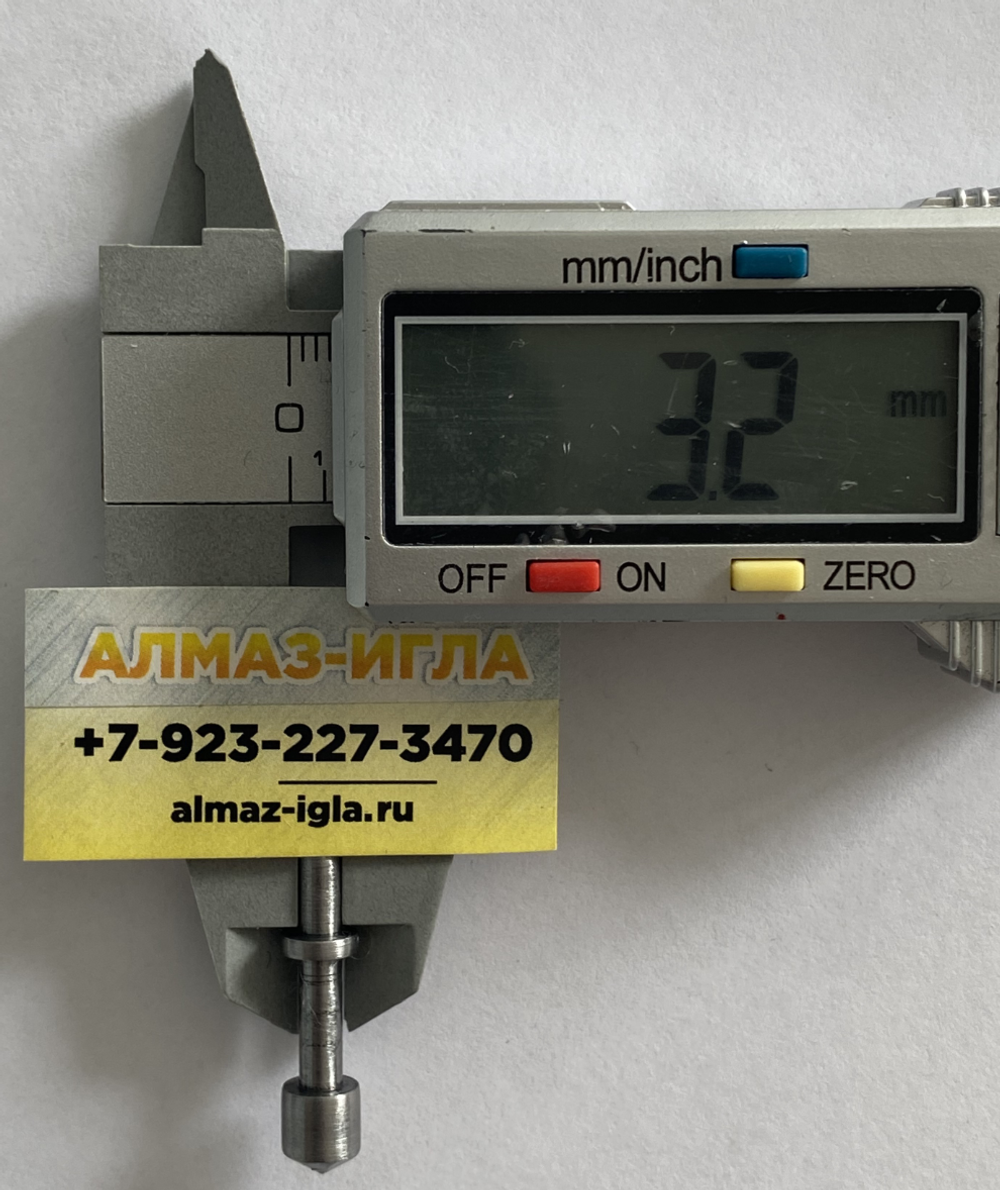 mm/inch
3.2 mm
0
1
OFF ON ZERO
АЛМАЗ-ИГЛА
+7-923-227-3470
almaz-igla.ru